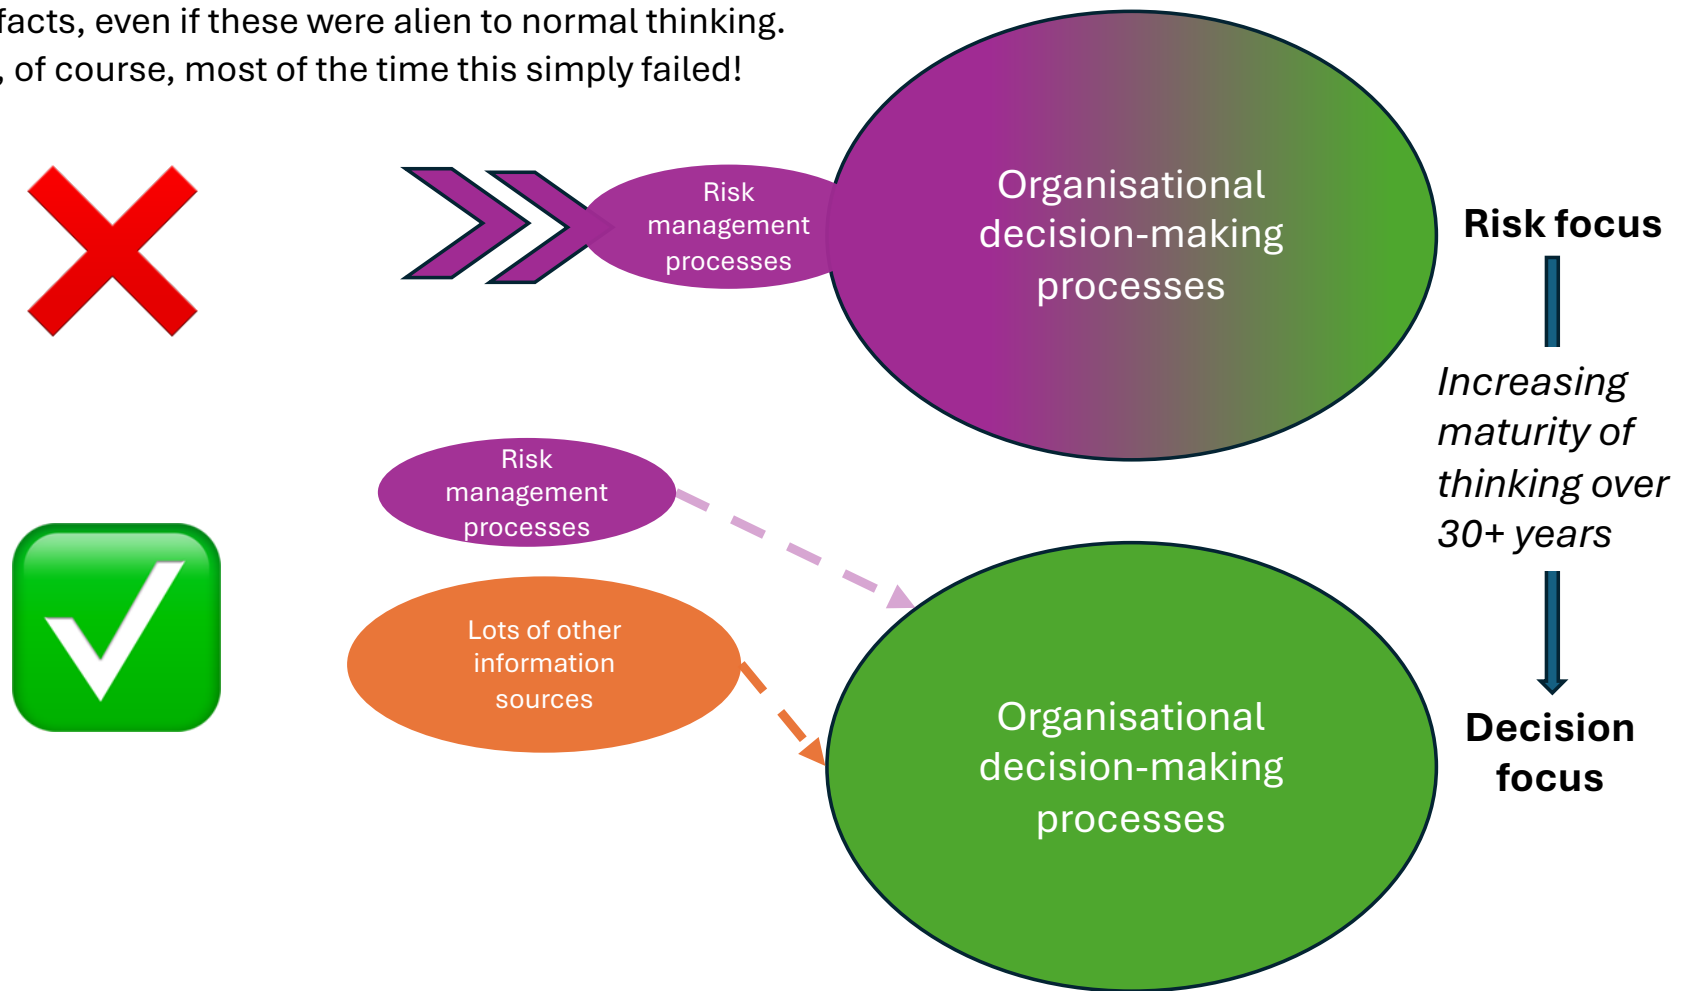 facts, even if these were alien to normal thinking.
, of course, most of the time this simply failed!
Risk
management
processes
Organisational
decision-making
processes
Risk focus
Increasing
maturity of
thinking over
30+ years
Risk
management
processes
Lots of other
information
sources
Organisational
decision-making
processes
Decision
focus